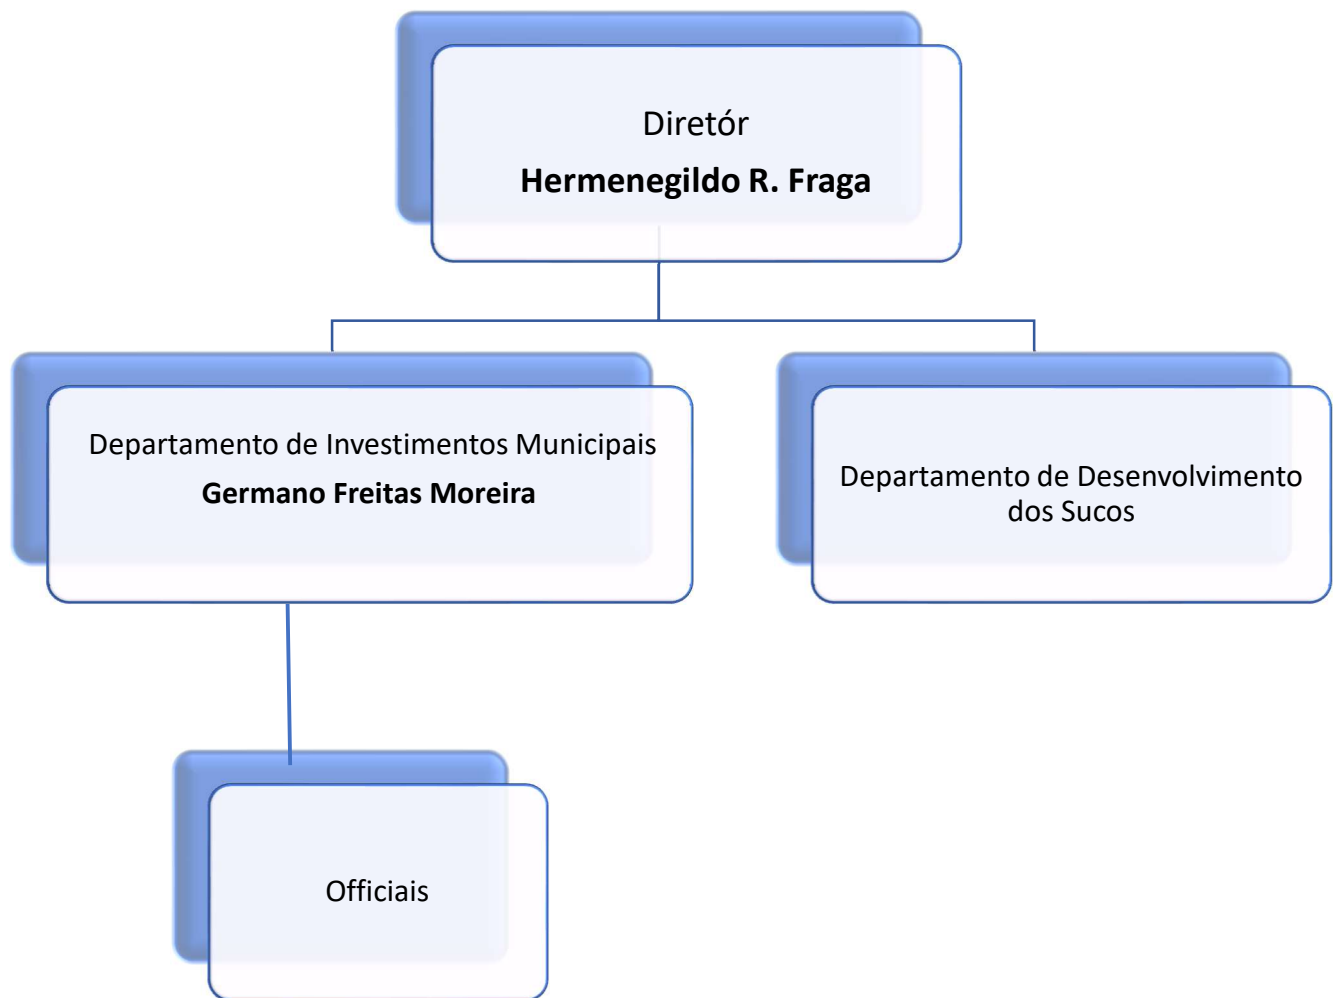 Diretór
Hermenegildo R. Fraga
Departamento de Investimentos Municipais
Germano Freitas Moreira
Departamento de Desenvolvimento
dos Sucos
Officiais